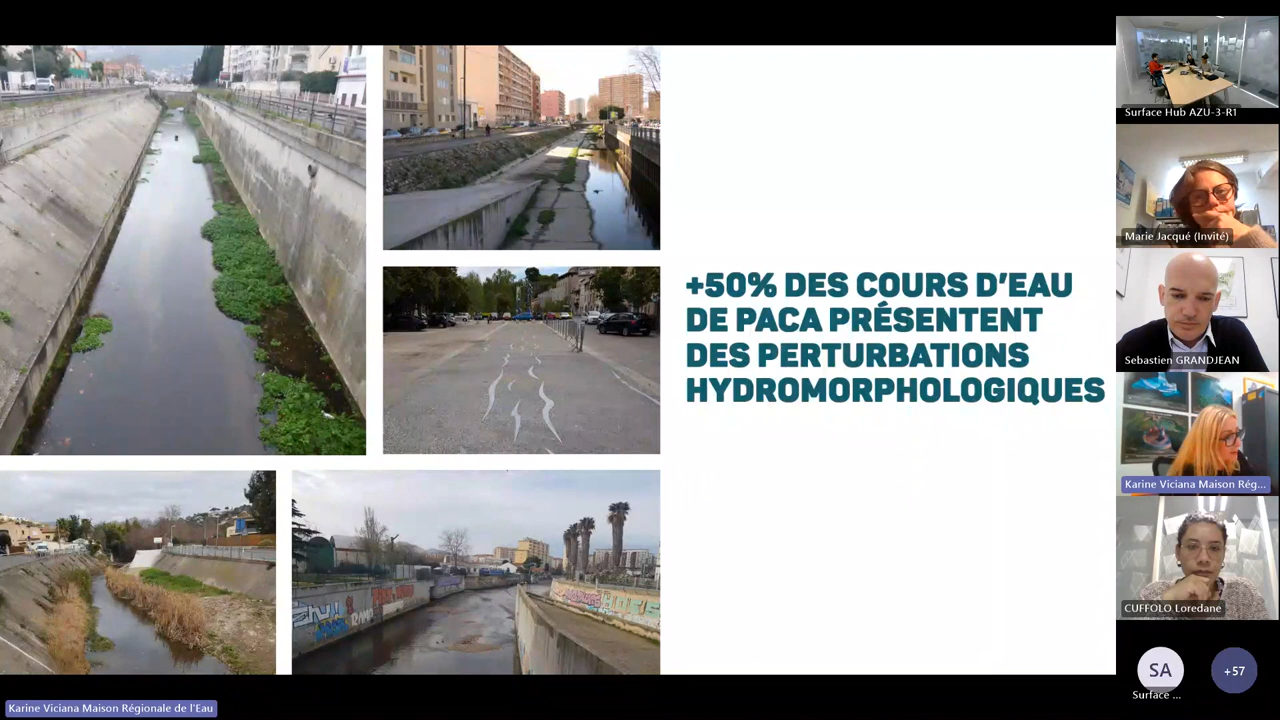 +50% DES COURS D'EAU
DE PACA PRÉSENTENT
DES PERTURBATIONS
HYDROMORPHOLOGIQUES
Surface Hub AZU-3-R1
Marie Jacqué (Invité)
Sebastien GRANDJEAN
Karine Viciana Maison Rég...
CUFFOLO Loredane
SA
Surface ...
+57
Karine Viciana Maison Régionale de l'Eau